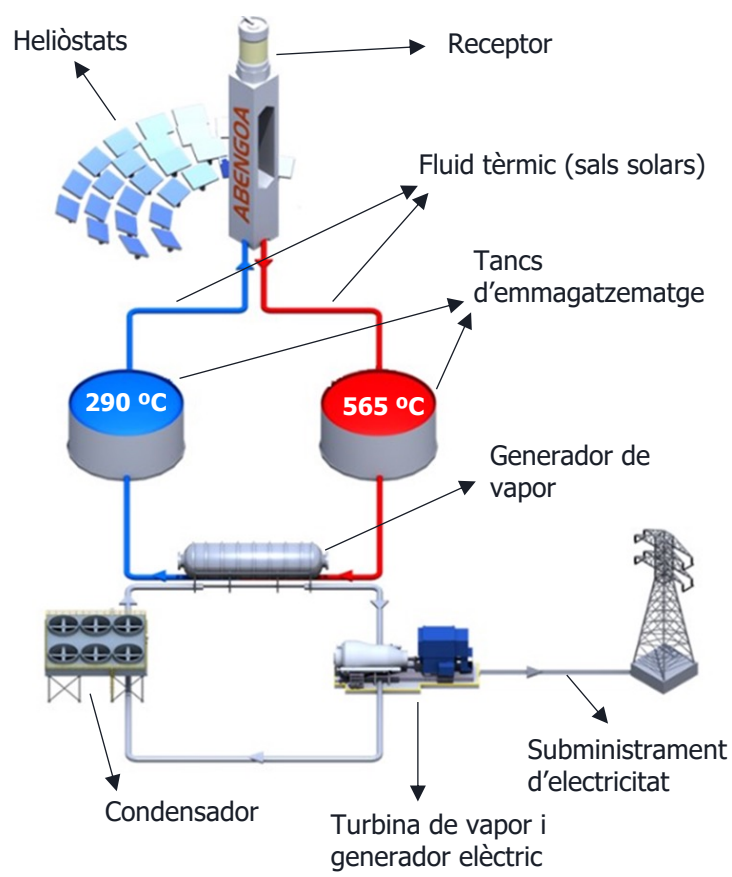 Heliòstats
Receptor
ABENGOA
Fluid tèrmic (sals solars)
Tancs
d’emmagatzematge
290 ºC
565 ºC
Generador de
vapor
Subministrament
d’electricitat
Condensador
Turbina de vapor i
generador elèctric